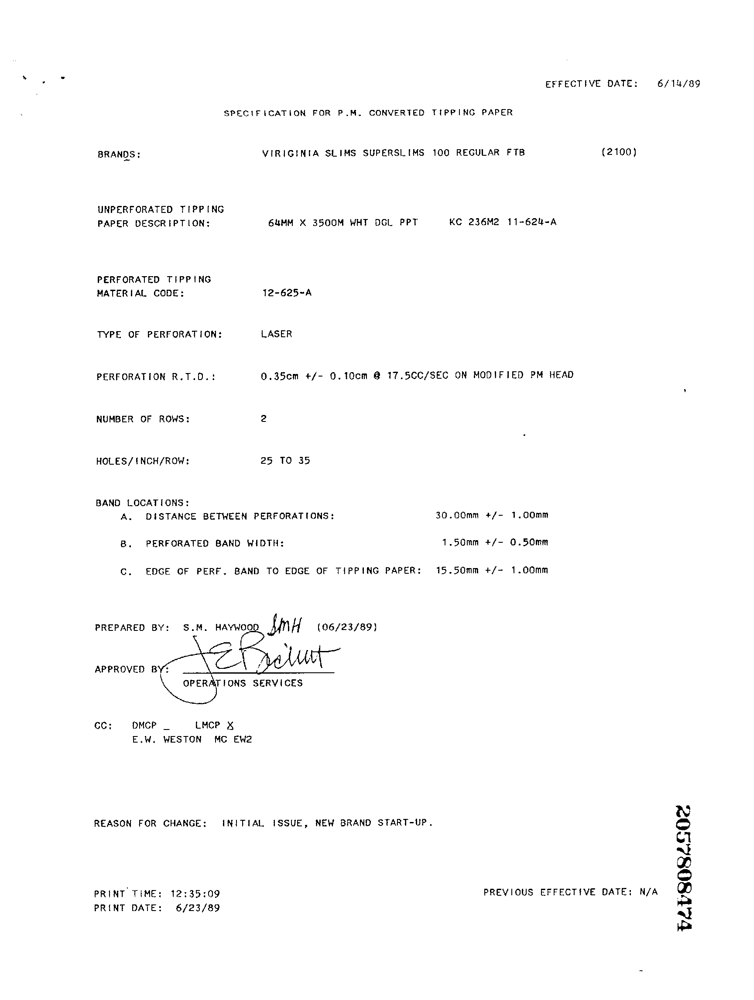 EFFECTIVE DATE: 6/14/89
SPECIFICATION FOR P.M. CONVERTED TIPPING PAPER
BRANDS: VIRIGINIA SLIMS SUPERSLIMS 100 REGULAR FTB (2100)
UNPERFORATED TIPPING
PAPER DESCRIPTION: 64MM X 3500M WHT DGL PPT KC 236M2 11-624-A
PERFORATED TIPPING
MATERIAL CODE: 12-625-A
TYPE OF PERFORATION: LASER
PERFORATION R.T.D.: 0.35cm +/- 0.10cm @ 17.5CC/SEC ON MODIFIED PM HEAD
NUMBER OF ROWS: 2
HOLES/INCH/ROW: 25 TO 35
BAND LOCATIONS:
A. DISTANCE BETWEEN PERFORATIONS: 30.00mm +/- 1.00mm
B. PERFORATED BAND WIDTH: 1.50mm +/- 0.50mm
C. EDGE OF PERF. BAND TO EDGE OF TIPPING PAPER: 15.50mm +/- 1.00mm
PREPARED BY: S.M. HAYWOOD SMH (06/23/89)
APPROVED BY:
OPERATIONS SERVICES
CC: DMCP _ LMCP X
E.W. WESTON MC EW2
REASON FOR CHANGE: INITIAL ISSUE, NEW BRAND START-UP.
PRINT TIME: 12:35:09 PREVIOUS EFFECTIVE DATE: N/A
PRINT DATE: 6/23/89
2057808474